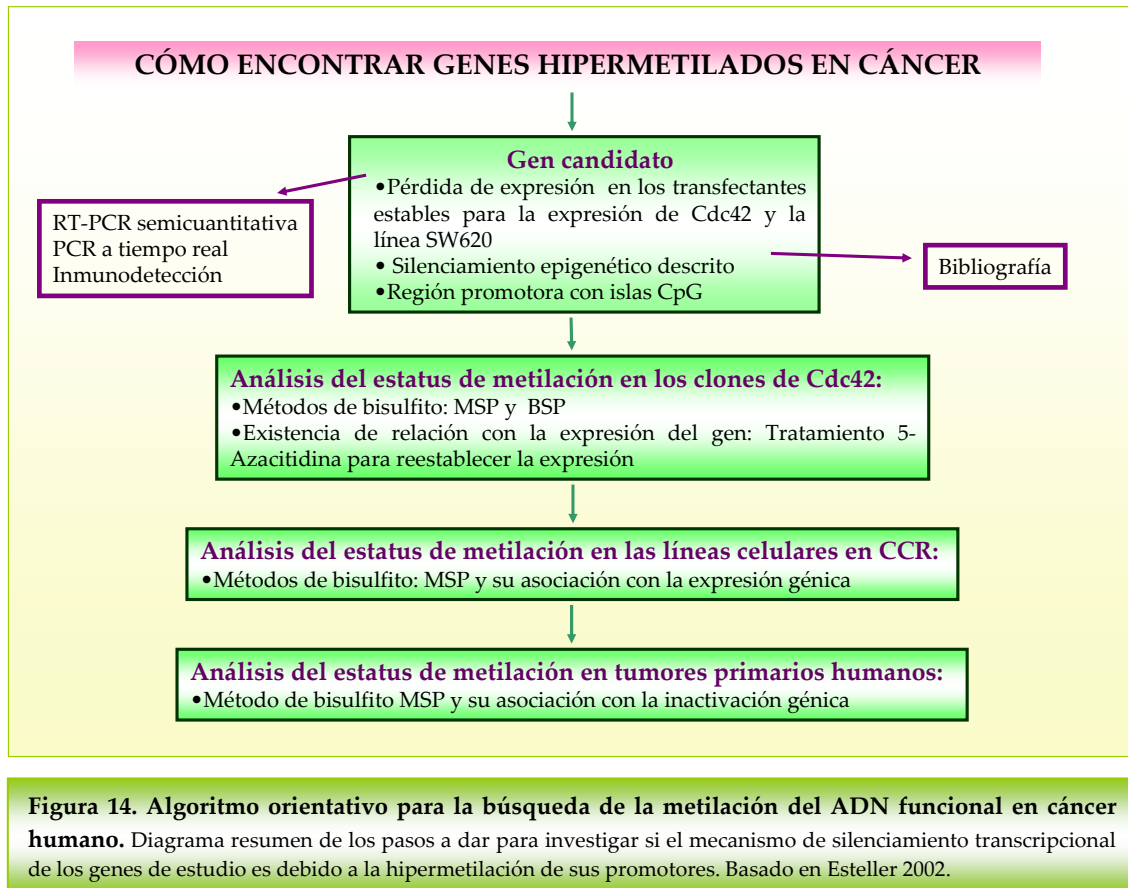 CÓMO ENCONTRAR GENES HIPERMETILADOS EN CÁNCER
Gen candidato
•Pérdida de expresión en los transfectantes
estables para la expresión de Cdc42 y la
línea SW620
• Silenciamiento epigenético descrito
•Región promotora con islas CpG
RT-PCR semicuantitativa
PCR a tiempo real
Inmunodetección
Bibliografía
Análisis del estatus de metilación en los clones de Cdc42:
•Métodos de bisulfito: MSP y BSP
•Existencia de relación con la expresión del gen: Tratamiento 5-
Azacitidina para reestablecer la expresión
Análisis del estatus de metilación en las líneas celulares en CCR:
•Métodos de bisulfito: MSP y su asociación con la expresión génica
Análisis del estatus de metilación en tumores primarios humanos:
•Método de bisulfito MSP y su asociación con la inactivación génica
Figura 14. Algoritmo orientativo para la búsqueda de la metilación del ADN funcional en cáncer
humano. Diagrama resumen de los pasos a dar para investigar si el mecanismo de silenciamiento transcripcional
de los genes de estudio es debido a la hipermetilación de sus promotores. Basado en Esteller 2002.